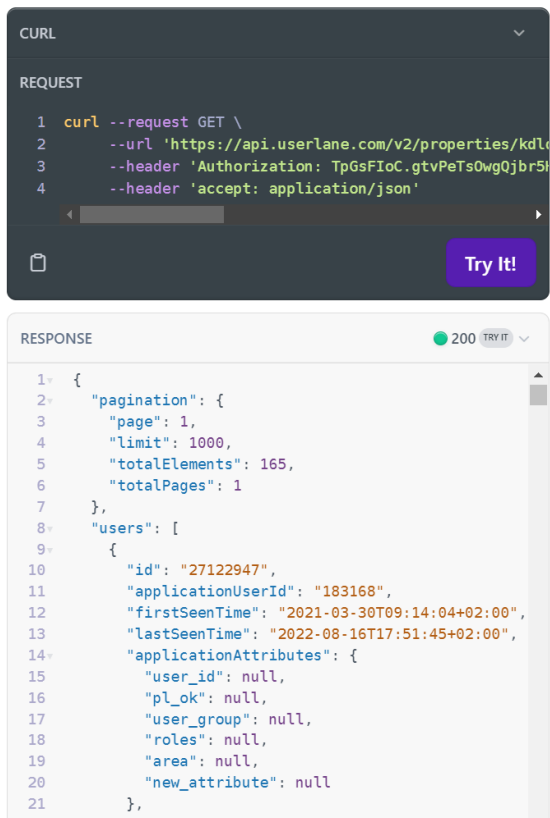 CURL
REQUEST
1 curl --request GET \
2 --url 'https://api.userlane.com/v2/properties/
3 --header 'Authorization:
4 --header 'accept: application/json'
Try It!
RESPONSE
200 TRY IT
1 {
2 "pagination": {
3 "page": 1,
4 "limit": 1000,
5 "totalElements": 165,
6 "totalPages": 1
7 },
8 "users": [
9 {
10 "id": "27122947",
11 "applicationUserId": "183168",
12 "firstSeenTime": "2021-03-30T09:14:04+02:00",
13 "lastSeenTime": "2022-08-16T17:51:45+02:00",
14 "applicationAttributes": {
15 "user_id": null,
16 "pl_ok": null,
17 "user_group": null,
18 "roles": null,
19 "area": null,
20 "new_attribute": null
21 },